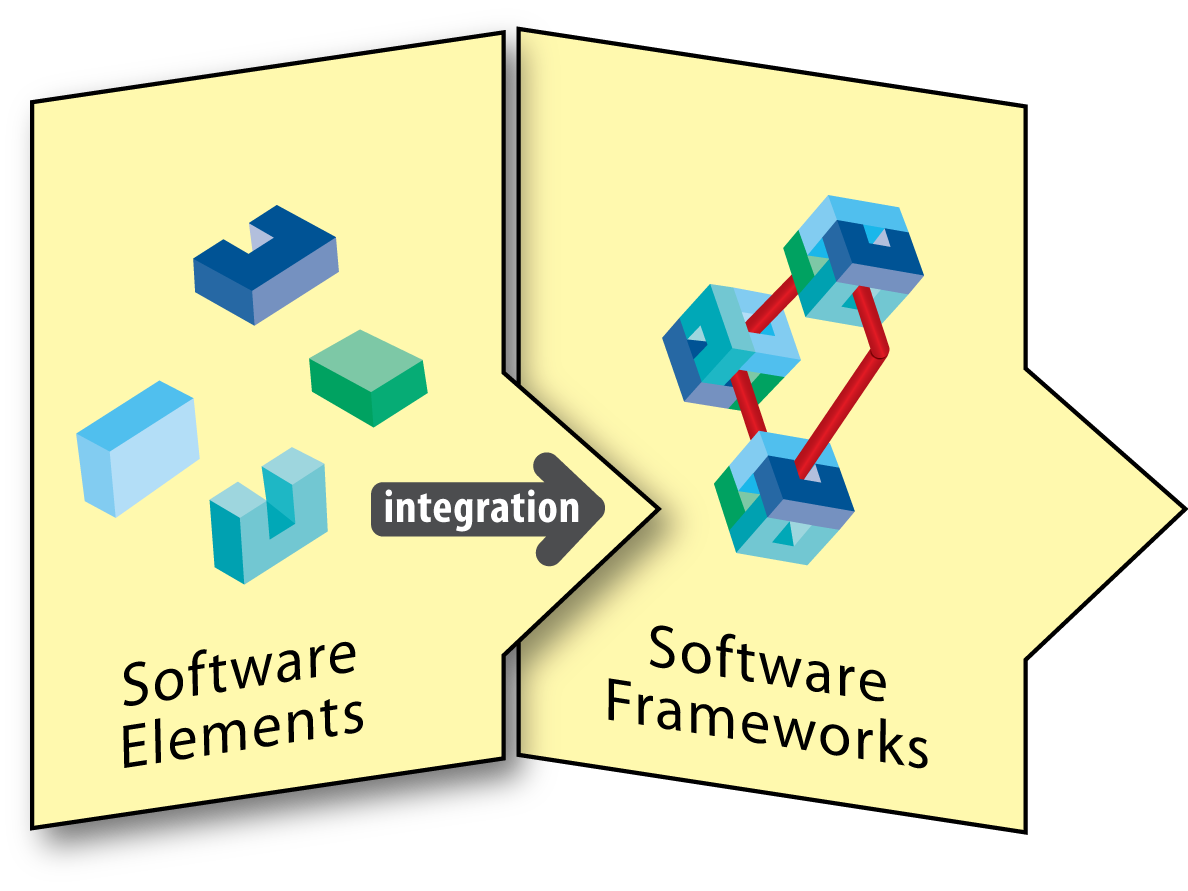 integration
Software
Elements
Software
Frameworks